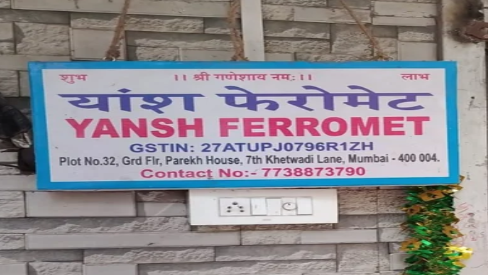 शुभ ।। श्री गणेशाय नमः।। लाभ
यांश फेरोमेट
YANSH FERROMET
GSTIN: 27ATUPJ0796R1ZH
Plot No.32, Grd Flr, Parekh House, 7th Khetwadi Lane, Mumbai - 400 004.
Contact No:- 7738873790